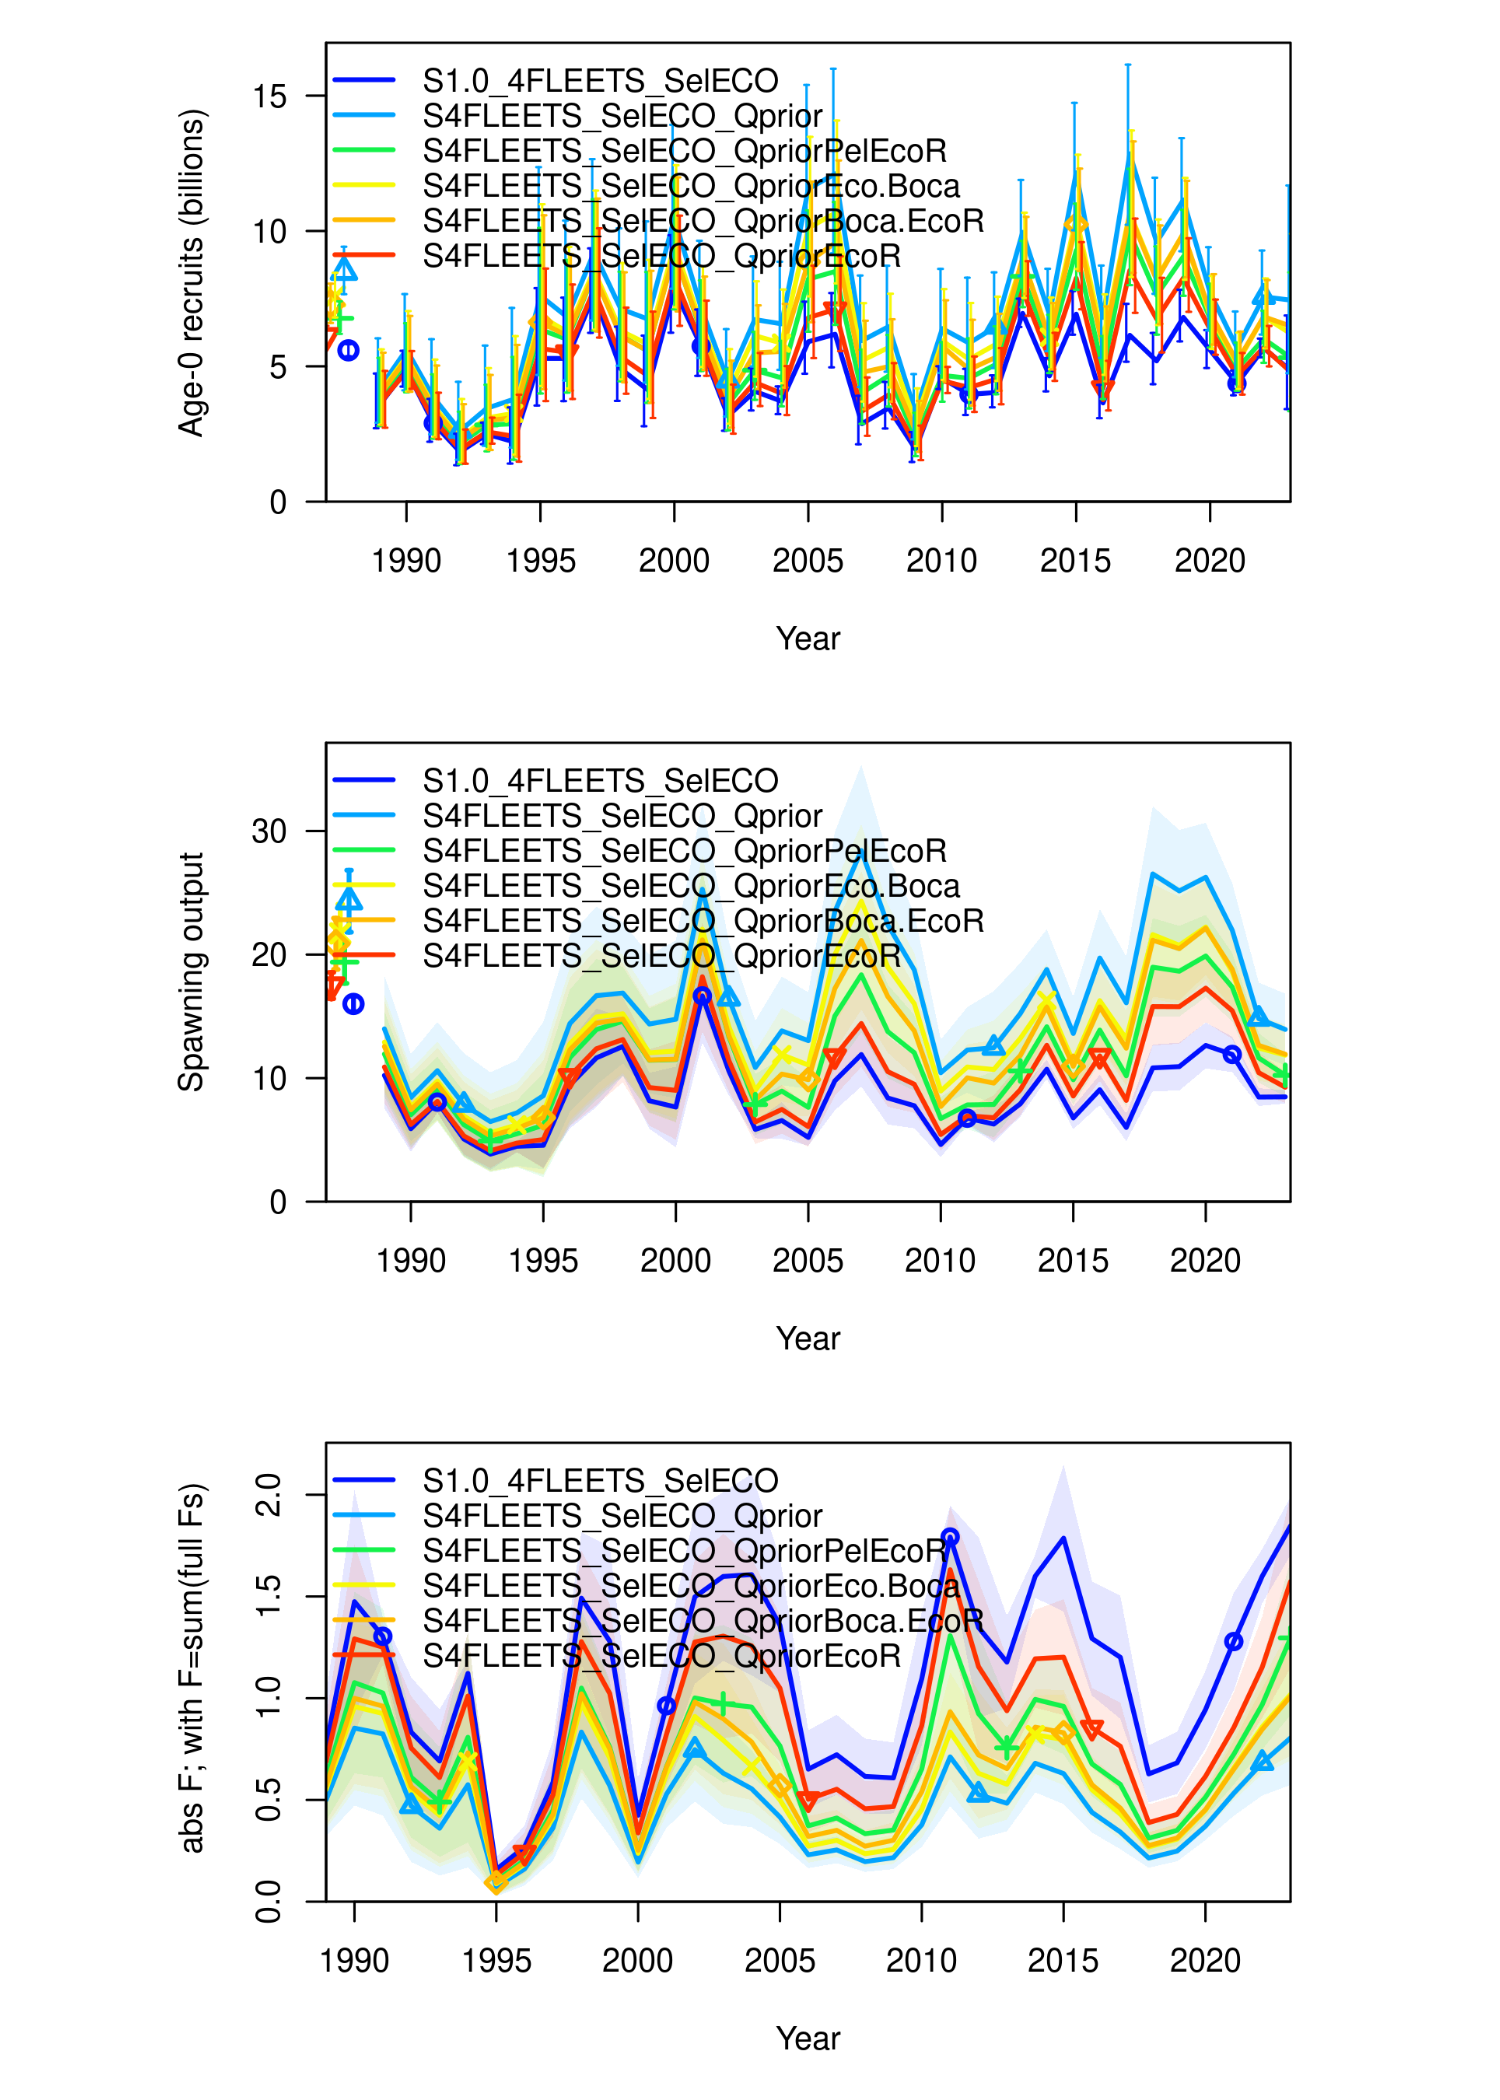 Age-0 recruits (billions)
15
10
5
0
S1.0_4FLEETS_SelECO
S4FLEETS_SelECO_Qprior
S4FLEETS_SelECO_QpriorPelEcoR
S4FLEETS_SelECO_QpriorEco.Boca
S4FLEETS_SelECO_QpriorBoca.EcoR
S4FLEETS_SelECO_QpriorEcoR
1990 1995 2000 2005 2010 2015 2020
Year
Spawning output
30
20
10
0
S1.0_4FLEETS_SelECO
S4FLEETS_SelECO_Qprior
S4FLEETS_SelECO_QpriorPelEcoR
S4FLEETS_SelECO_QpriorEco.Boca
S4FLEETS_SelECO_QpriorBoca.EcoR
S4FLEETS_SelECO_QpriorEcoR
1990 1995 2000 2005 2010 2015 2020
Year
abs F; with F=sum(full Fs)
2.0
1.5
1.0
0.5
0.0
S1.0_4FLEETS_SelECO
S4FLEETS_SelECO_Qprior
S4FLEETS_SelECO_QpriorPelEcoR
S4FLEETS_SelECO_QpriorEco.Boca
S4FLEETS_SelECO_QpriorBoca.EcoR
S4FLEETS_SelECO_QpriorEcoR
1990 1995 2000 2005 2010 2015 2020
Year